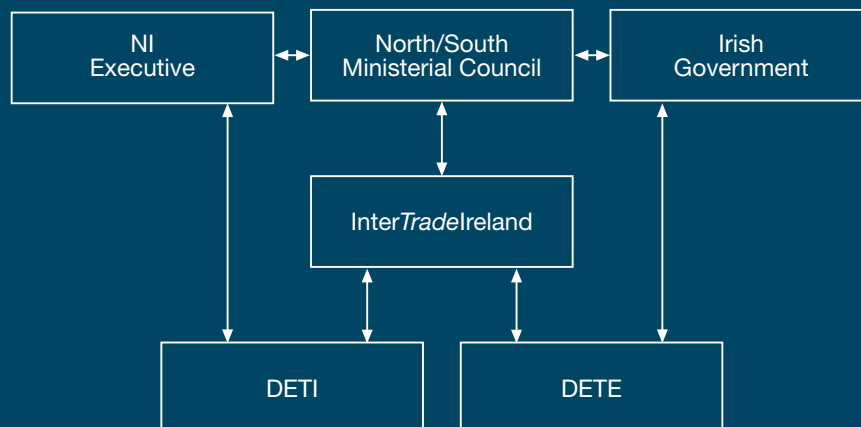 NI
Executive
North/South
Ministerial Council
Irish
Government
InterTradeIreland
DETI
DETE